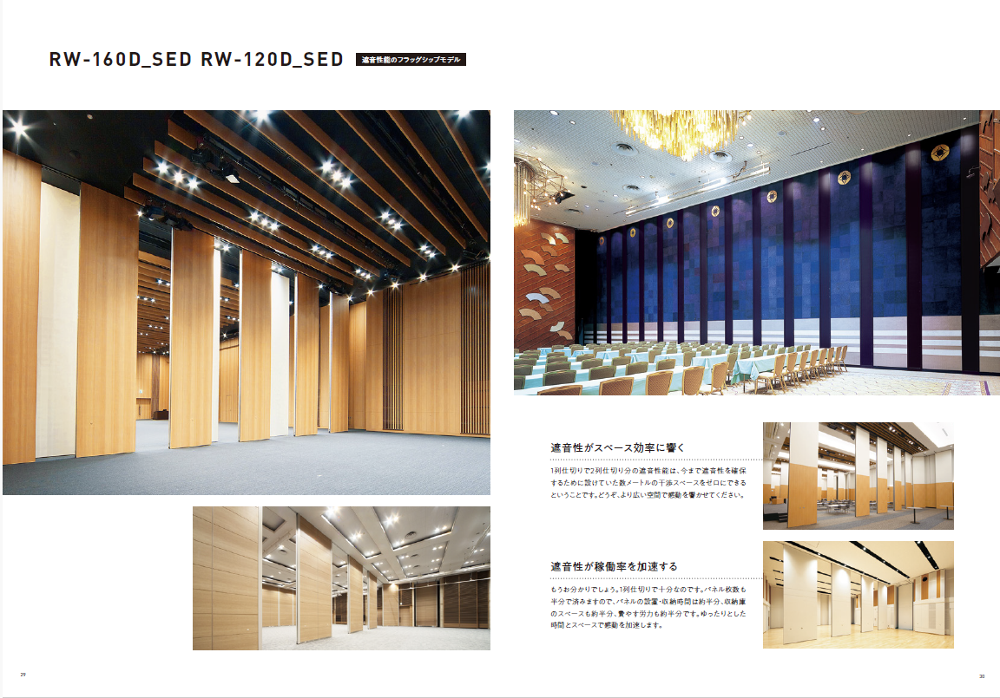 RW-160D_SED RW-120D_SED 遮音性能のフラッグシップモデル
遮音性がスペース効率に響く
1列仕切りで2列仕切り分の遮音性能は、今まで遮音性を確保
するために設けていた数メートルの干渉スペースをゼロにできる
ということです。どうぞ、より広い空間で感動を響かせてください。
遮音性が稼働率を加速する
もうお分かりでしょう。1列仕切りで十分なのです。パネル枚数も
半分で済みますので、パネルの設置・収納時間は約半分、収納庫
のスペースも約半分、費やす労力も約半分です。ゆったりとした
時間とスペースで感動を加速します。
29
30